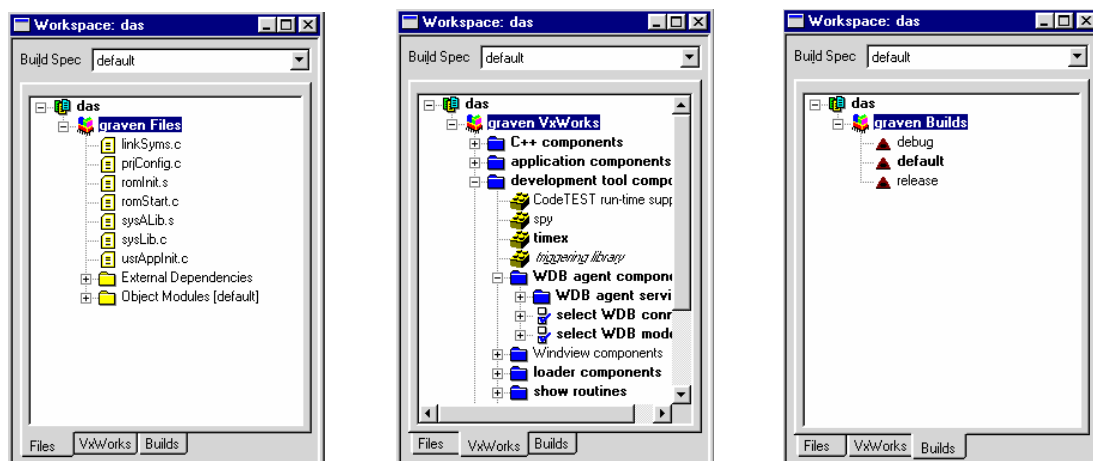 Workspace: das
Build Spec default
das
graven Files
linkSyms.c
prjConfig.c
romInit.s
romStart.c
sysALib.s
sysLib.c
usrAppInit.c
External Dependencies
Object Modules [default]
Files VxWorks Builds
Workspace: das
Build Spec default
das
graven VxWorks
C++ components
application components
development tool compo
CodeTEST run-time supp
spy
timex
triggering library
WDB agent compone
WDB agent servi
select WDB conn
select WDB mode
Windview components
loader components
show routines
Files VxWorks Builds
Workspace: das
Build Spec default
das
graven Builds
debug
default
release
Files VxWorks Builds